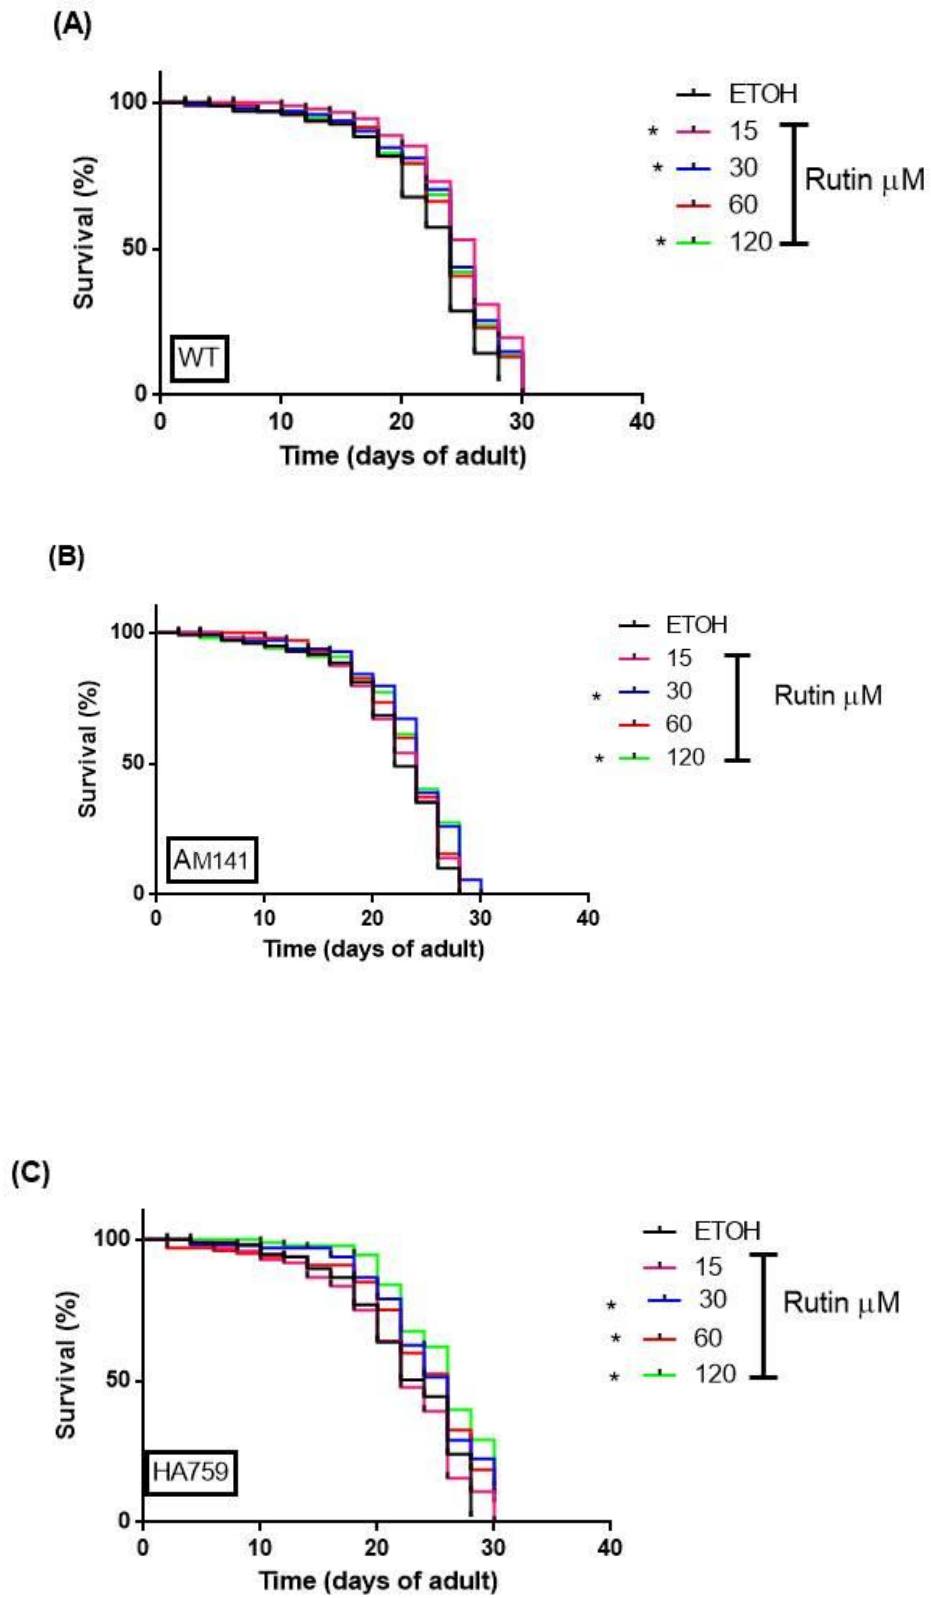 (A)
100
50
0
0 10 20 30 40
Survival (%)
Time (days of adult)
WT
ETOH
* 15
* 30
60
* 120
Rutin μM
(B)
100
50
0
0 10 20 30 40
Survival (%)
Time (days of adult)
AM141
ETOH
15
* 30
60
* 120
Rutin μM
(C)
100
50
0
0 10 20 30 40
Survival (%)
Time (days of adult)
HA759
ETOH
15
* 30
* 60
* 120
Rutin μM